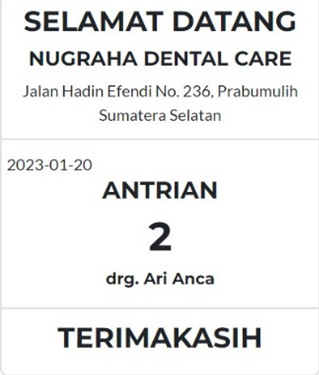 SELAMAT DATANG
NUGRAHA DENTAL CARE
Jalan Hadin Efendi No. 236, Prabumulih
Sumatera Selatan
2023-01-20
ANTRIAN
2
drg. Ari Anca
TERIMAKASIH